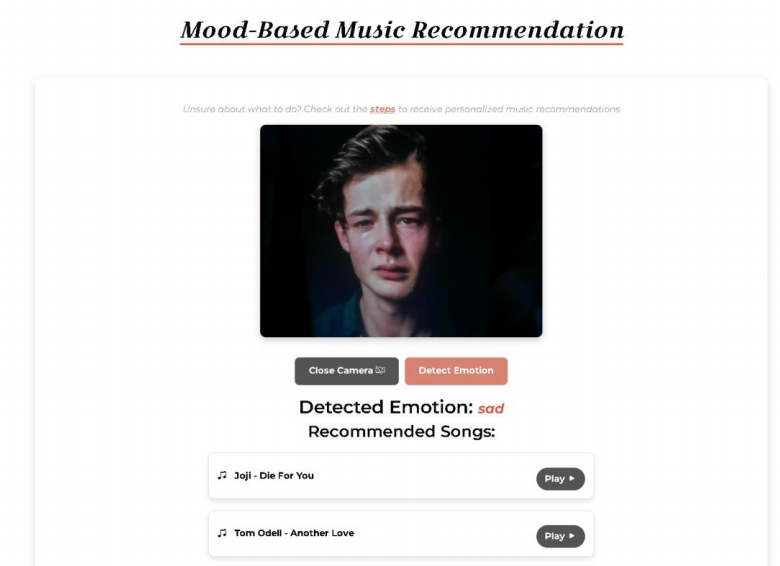 Mood-Based Music Recommendation
Unsure about what to do? Check out the steps to receive personalized music recommendations
Close Camera
Detect Emotion
Detected Emotion: sad
Recommended Songs:
Joji - Die For You
Play
Tom Odell - Another Love
Play